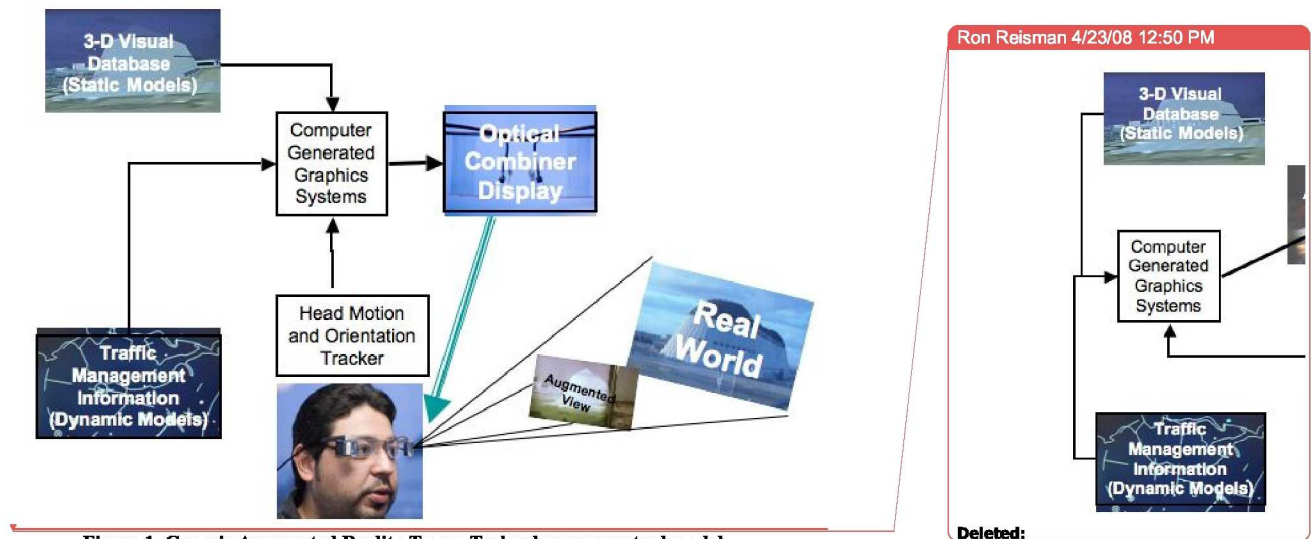 3-D Visual
Database
(Static Models)
Computer
Generated
Graphics
Systems
Optical
Combiner
Display
Head Motion
and Orientation
Tracker
Traffic
Management
Information
(Dynamic Models)
Real
World
Augmented
View
Ron Reisman 4/23/08 12:50 PM
3-D Visual
Database
(Static Models)
Computer
Generated
Graphics
Systems
Traffic
Management
Information
(Dynamic Models)
Deleted: